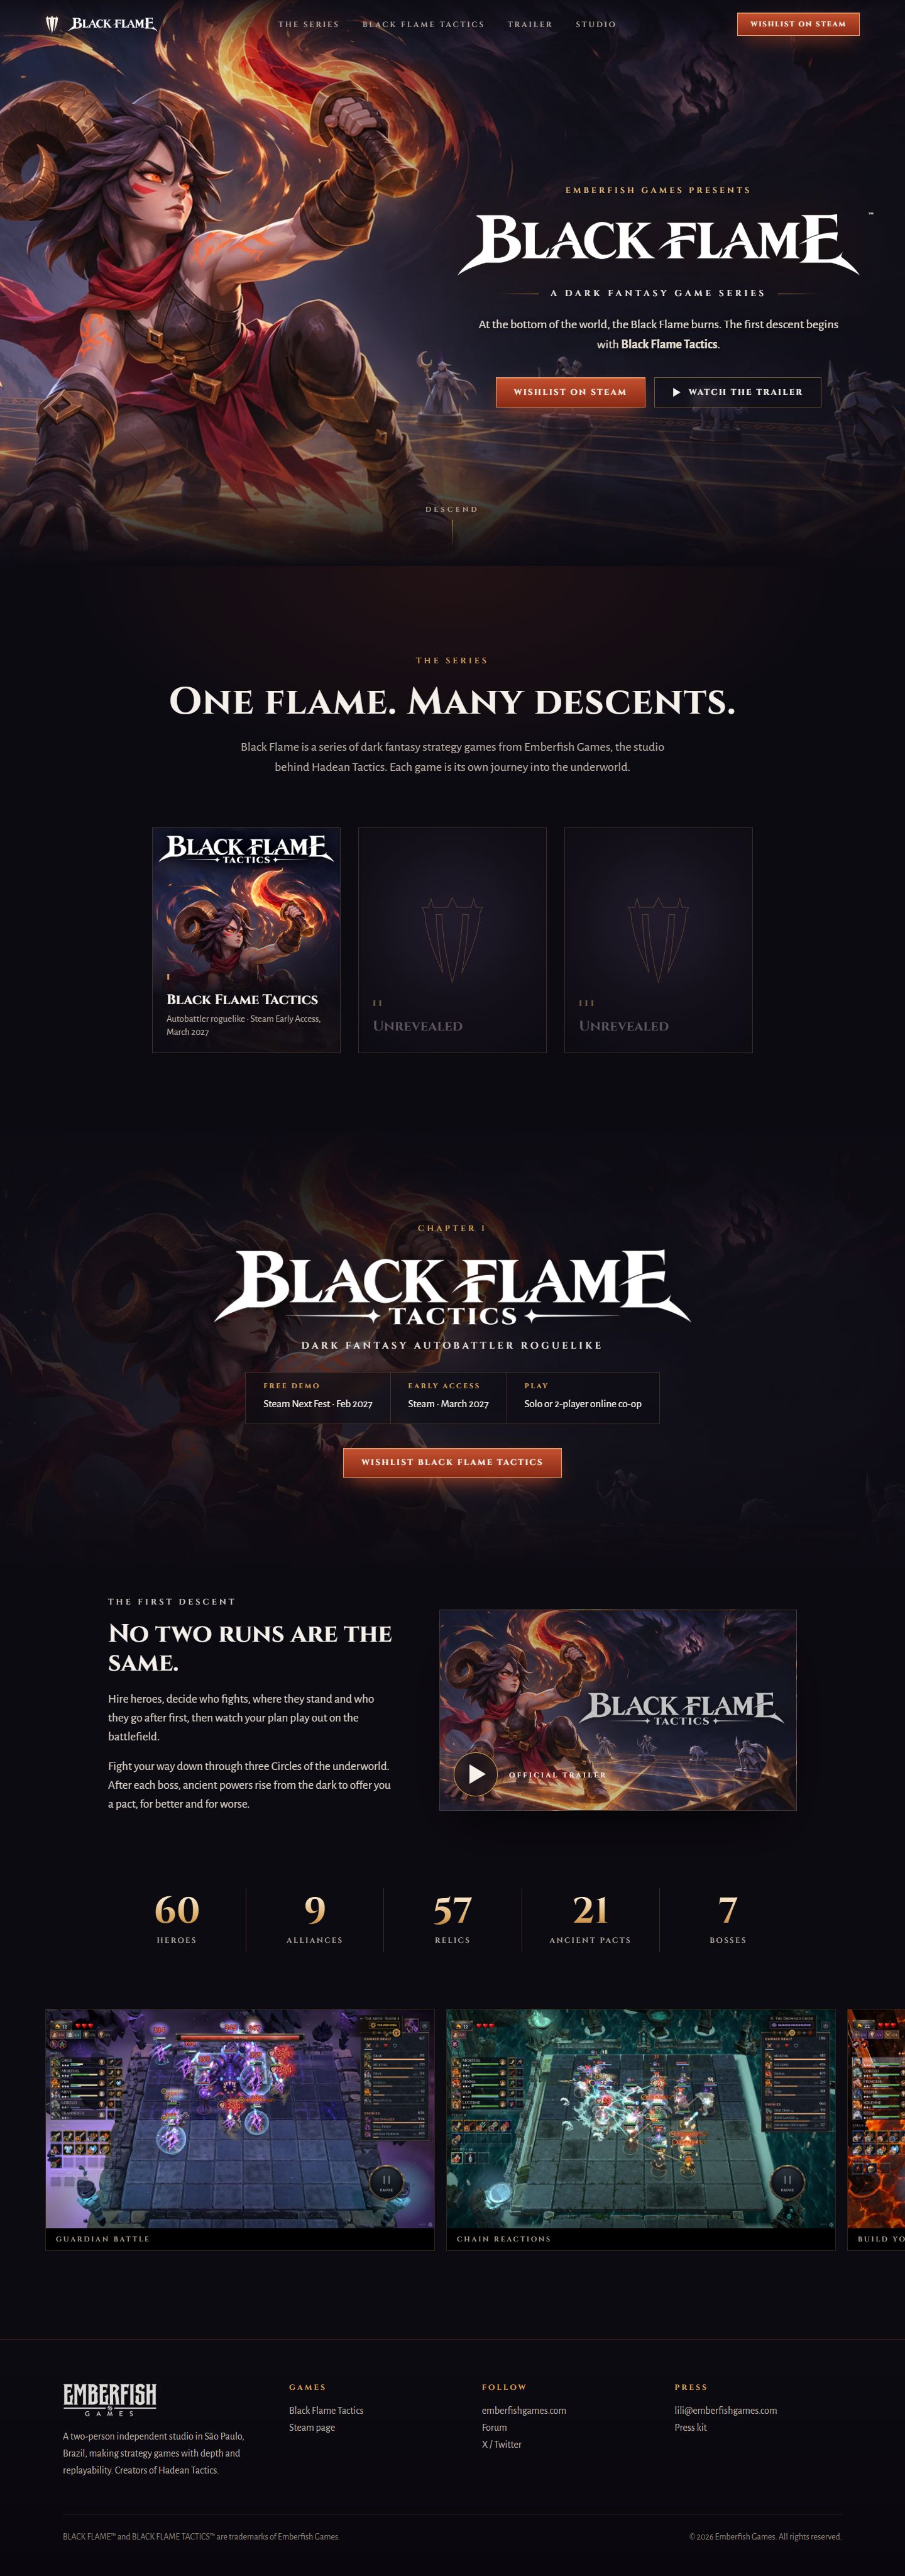 BLACK FLAME
THE SERIES
BLACK FLAME TACTICS
TRAILER
STUDIO
WISHLIST ON STEAM
EMBERFISH GAMES PRESENTS
BLACK FLAME ™
A DARK FANTASY GAME SERIES
At the bottom of the world, the Black Flame burns. The first descent begins
with Black Flame Tactics.
WISHLIST ON STEAM
WATCH THE TRAILER
DESCEND
THE SERIES
ONE FLAME. MANY DESCENTS.
Black Flame is a series of dark fantasy strategy games from Emberfish Games, the studio
behind Hadean Tactics. Each game is its own journey into the underworld.
BLACK FLAME
TACTICS
I
BLACK FLAME TACTICS
Autobattler roguelike · Steam Early Access,
March 2027
II
UNREVEALED
III
UNREVEALED
CHAPTER I
BLACK FLAME
TACTICS
DARK FANTASY AUTOBATTLER ROGUELIKE
FREE DEMO
Steam Next Fest · Feb 2027
EARLY ACCESS
Steam · March 2027
PLAY
Solo or 2-player online co-op
WISHLIST BLACK FLAME TACTICS
THE FIRST DESCENT
NO TWO RUNS ARE THE
SAME.
Hire heroes, decide who fights, where they stand and who
they go after first, then watch your plan play out on the
battlefield.
Fight your way down through three Circles of the underworld.
After each boss, ancient powers rise from the dark to offer you
a pact, for better and for worse.
BLACK FLAME
TACTICS
OFFICIAL TRAILER
60
HEROES
9
ALLIANCES
57
RELICS
21
ANCIENT PACTS
7
BOSSES
PAUSE
GUARDIAN BATTLE
PAUSE
CHAIN REACTIONS
BUILD YO
EMBERFISH
GAMES
A two-person independent studio in São Paulo,
Brazil, making strategy games with depth and
replayability. Creators of Hadean Tactics.
GAMES
Black Flame Tactics
Steam page
FOLLOW
emberfishgames.com
Forum
X / Twitter
PRESS
lili@emberfishgames.com
Press kit
BLACK FLAME™ and BLACK FLAME TACTICS™ are trademarks of Emberfish Games.
© 2026 Emberfish Games. All rights reserved.